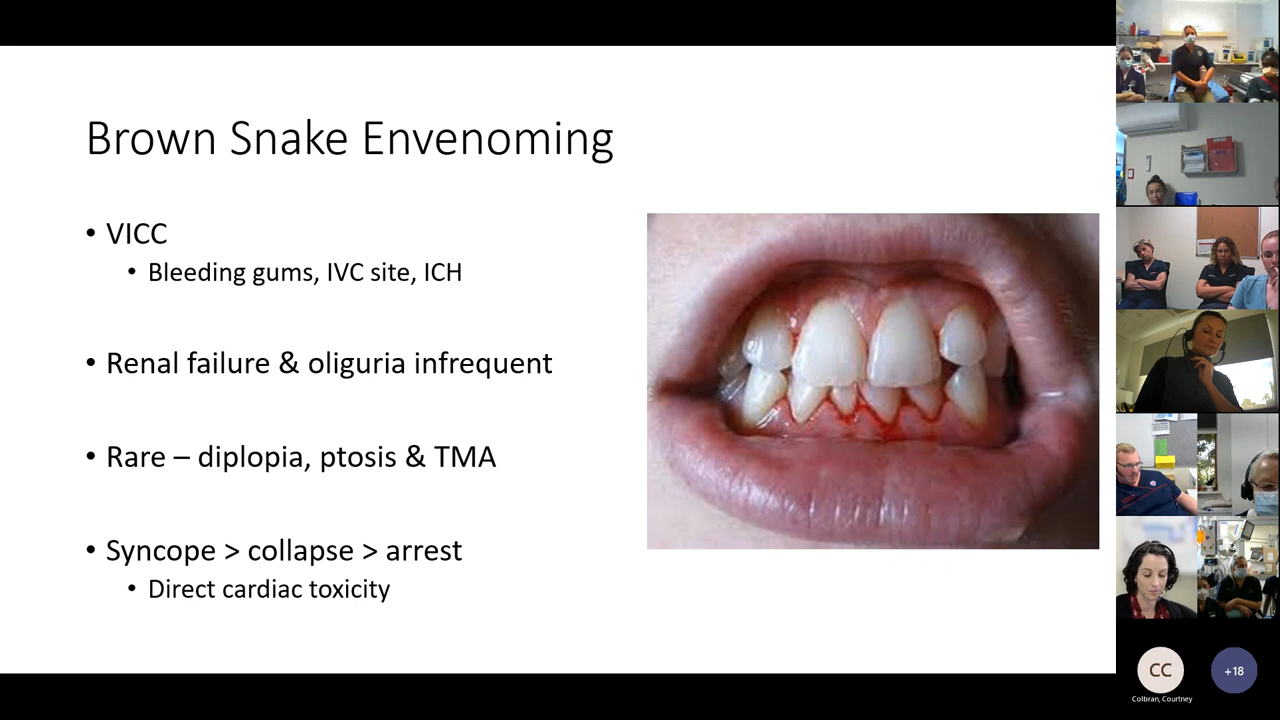 Brown Snake Envenoming
• VICC
• Bleeding gums, IVC site, ICH
• Renal failure & oliguria infrequent
• Rare – diplopia, ptosis & TMA
• Syncope > collapse > arrest
• Direct cardiac toxicity
CC
+18
Colbran, Courtney